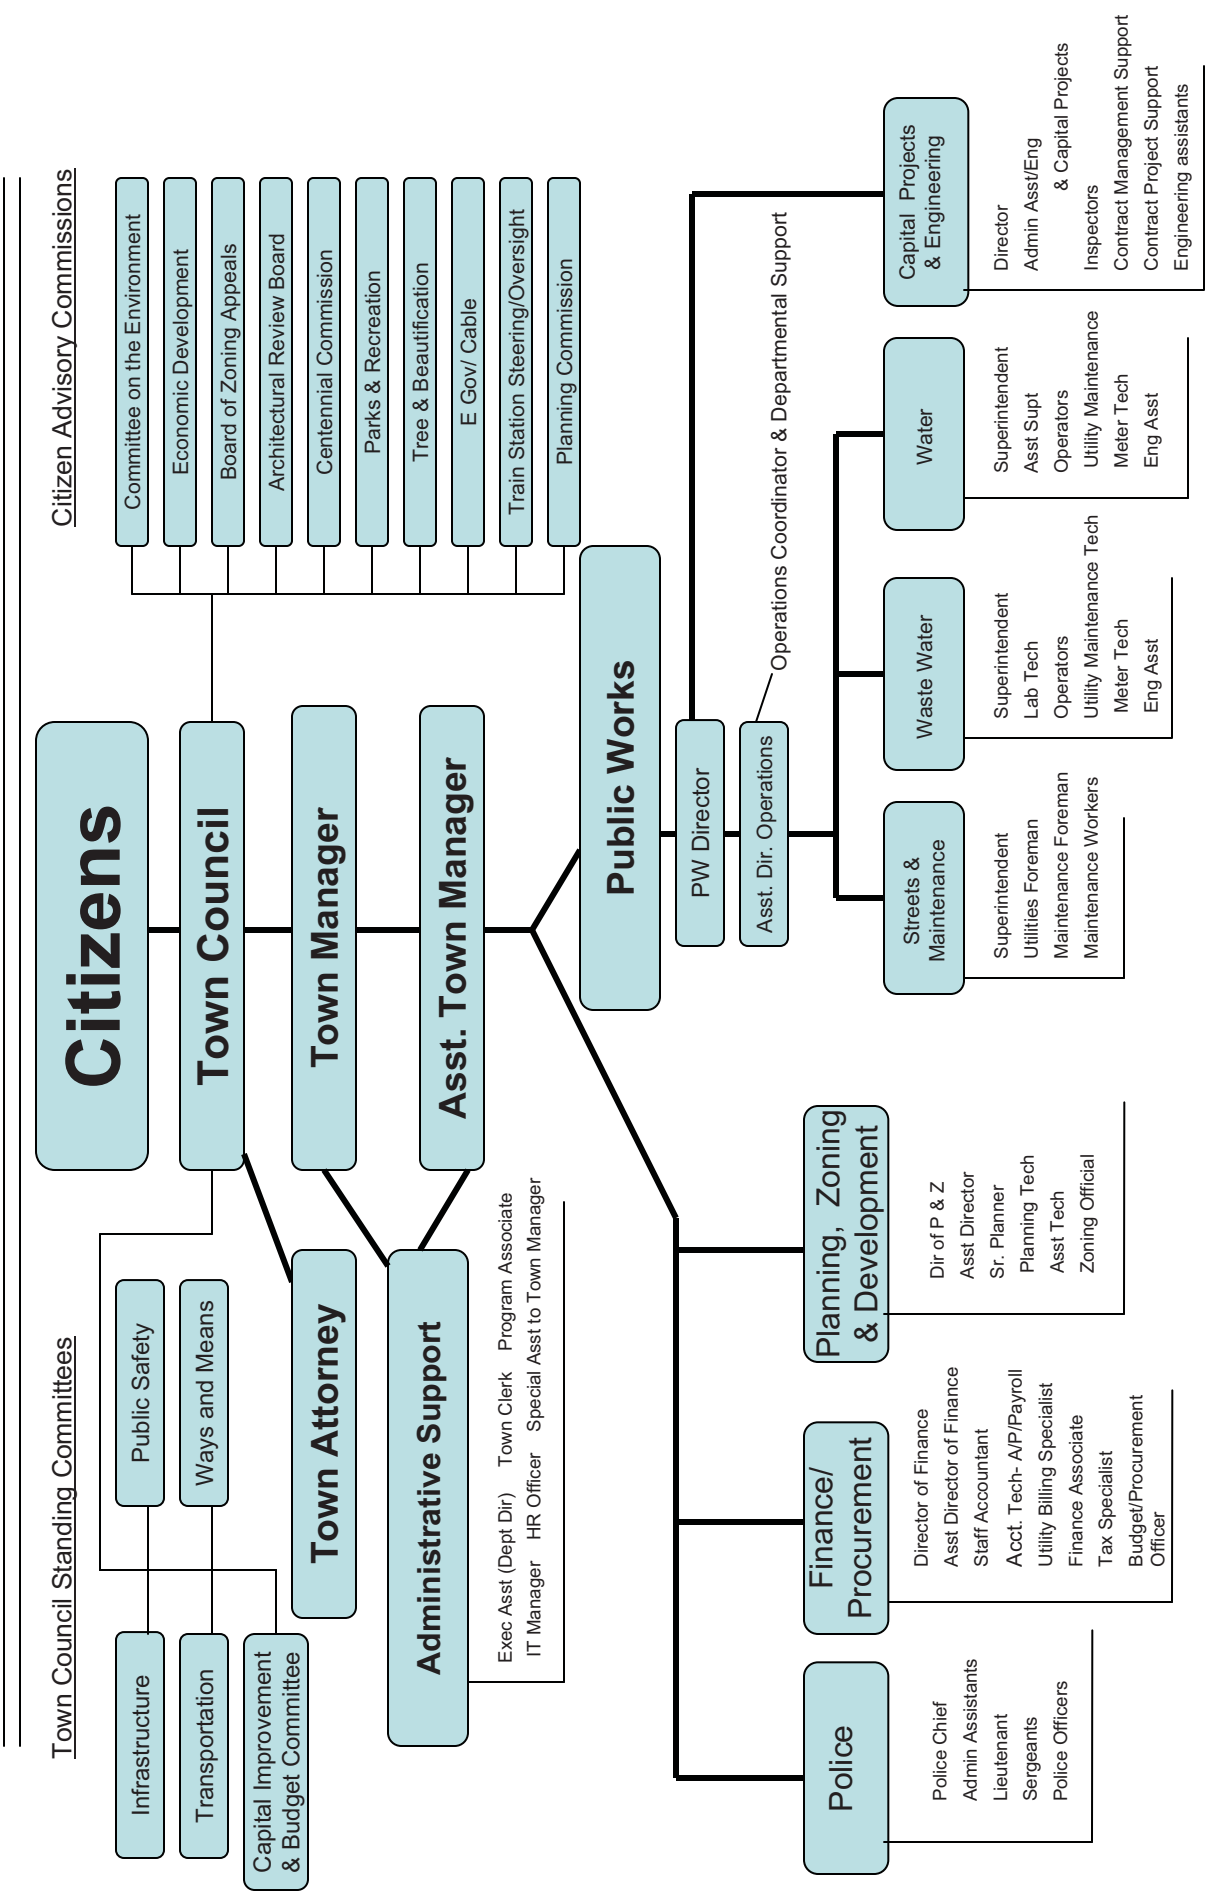 Town Council Standing Committees
Citizen Advisory Commissions
Citizens
Infrastructure
Public Safety
Transportation
Ways and Means
Capital Improvement
& Budget Committee
Town Council
Committee on the Environment
Economic Development
Board of Zoning Appeals
Architectural Review Board
Centennial Commission
Parks & Recreation
Tree & Beautification
E Gov/ Cable
Train Station Steering/Oversight
Planning Commission
Town Attorney
Town Manager
Administrative Support
Exec Asst (Dept Dir) Town Clerk Program Associate
IT Manager HR Officer Special Asst to Town Manager
Asst. Town Manager
Public Works
PW Director
Asst. Dir. Operations
Operations Coordinator & Departmental Support
Police
Police Chief
Admin Assistants
Lieutenant
Sergeants
Police Officers
Finance/
Procurement
Director of Finance
Asst Director of Finance
Staff Accountant
Acct. Tech- A/P/Payroll
Utility Billing Specialist
Finance Associate
Tax Specialist
Budget/Procurement
Officer
Planning, Zoning
& Development
Dir of P & Z
Asst Director
Sr. Planner
Planning Tech
Asst Tech
Zoning Official
Streets &
Maintenance
Superintendent
Utilities Foreman
Maintenance Foreman
Maintenance Workers
Waste Water
Superintendent
Lab Tech
Operators
Utility Maintenance Tech
Meter Tech
Eng Asst
Water
Superintendent
Asst Supt
Operators
Utility Maintenance
Meter Tech
Eng Asst
Capital Projects
& Engineering
Director
Admin Asst/Eng
& Capital Projects
Inspectors
Contract Management Support
Contract Project Support
Engineering assistants